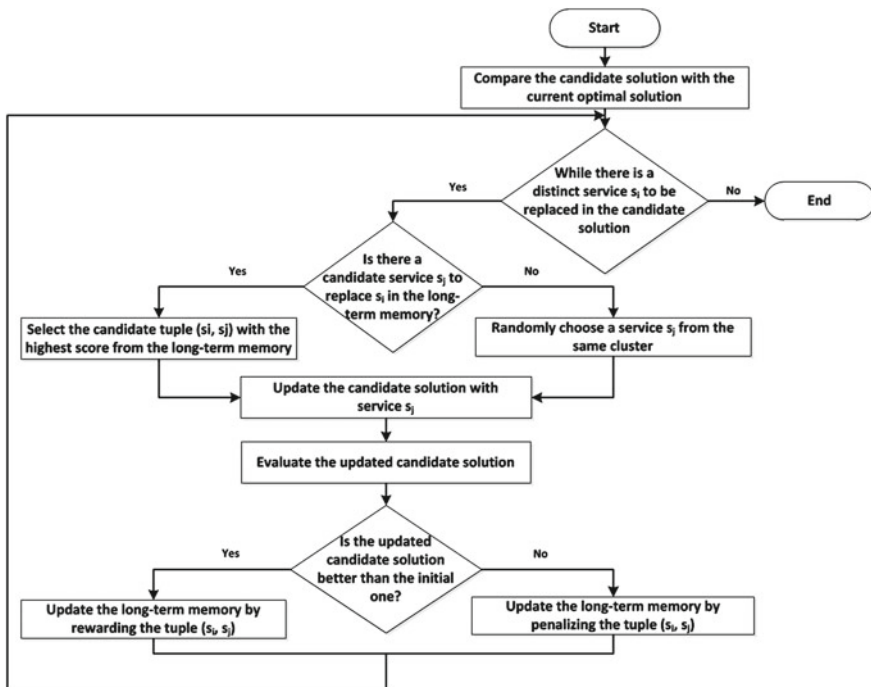 Start
Compare the candidate solution with the
current optimal solution
While there is a
distinct service sᵢ to be
replaced in the candidate
solution
Yes
No
End
Is there a
candidate service sⱼ to
replace sᵢ in the long-
term memory?
Yes
No
Select the candidate tuple (si, sj) with the
highest score from the long-term memory
Randomly choose a service sⱼ from the
same cluster
Update the candidate solution with
service sⱼ
Evaluate the updated candidate solution
Is the updated
candidate solution
better than the initial
one?
Yes
No
Update the long-term memory by
rewarding the tuple (sᵢ, sⱼ)
Update the long-term memory by
penalizing the tuple (sᵢ, sⱼ)